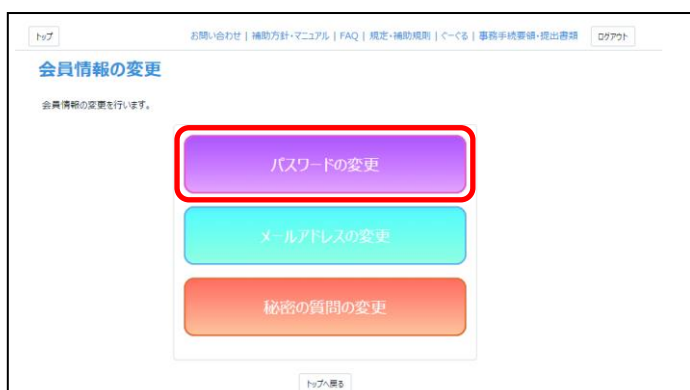 トップ お問い合わせ | 補助方針・マニュアル | FAQ | 規定・補助規則 | ぐーぐる | 事務手続要領・提出書類 ログアウト
会員情報の変更
会員情報の変更を行います。
パスワードの変更
メールアドレスの変更
秘密の質問の変更
トップへ戻る